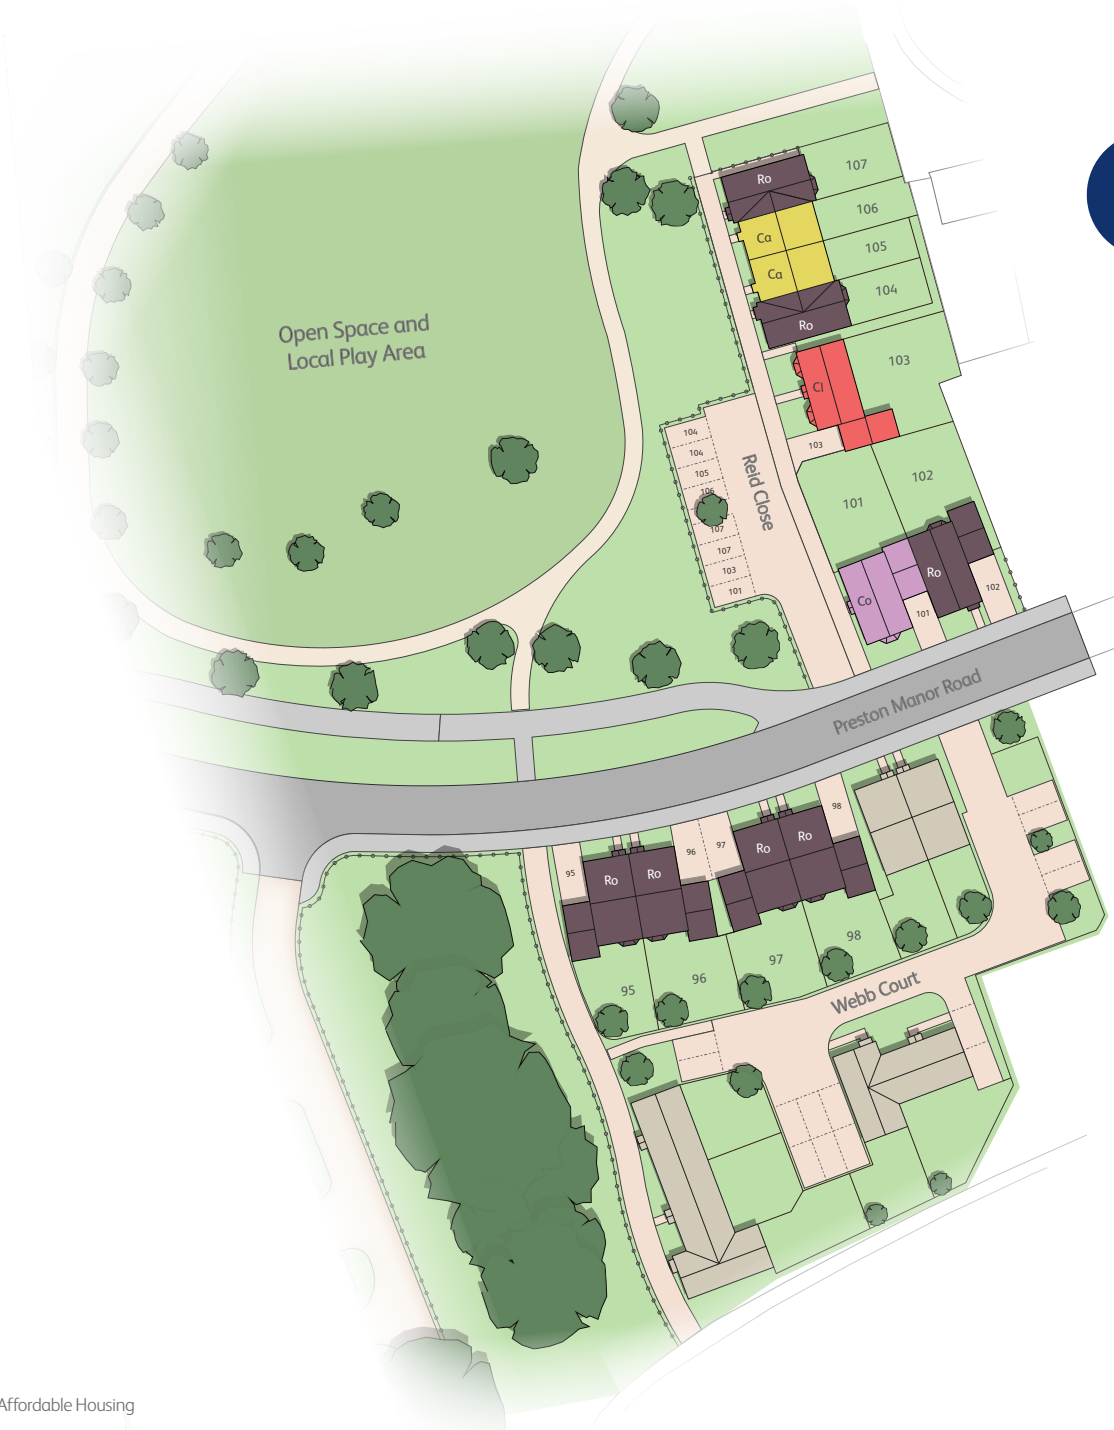 107
Ro
106
Ca
105
Ca
104
Ro
Open Space and
Local Play Area
103
Cl
104
103
104
105
106
107
107
103
101
Reid Close
102
101
Ro
Co
102
101
Preston Manor Road
98
Ro
Ro
97
96
95
Ro
Ro
98
97
96
95
Webb Court
Affordable Housing